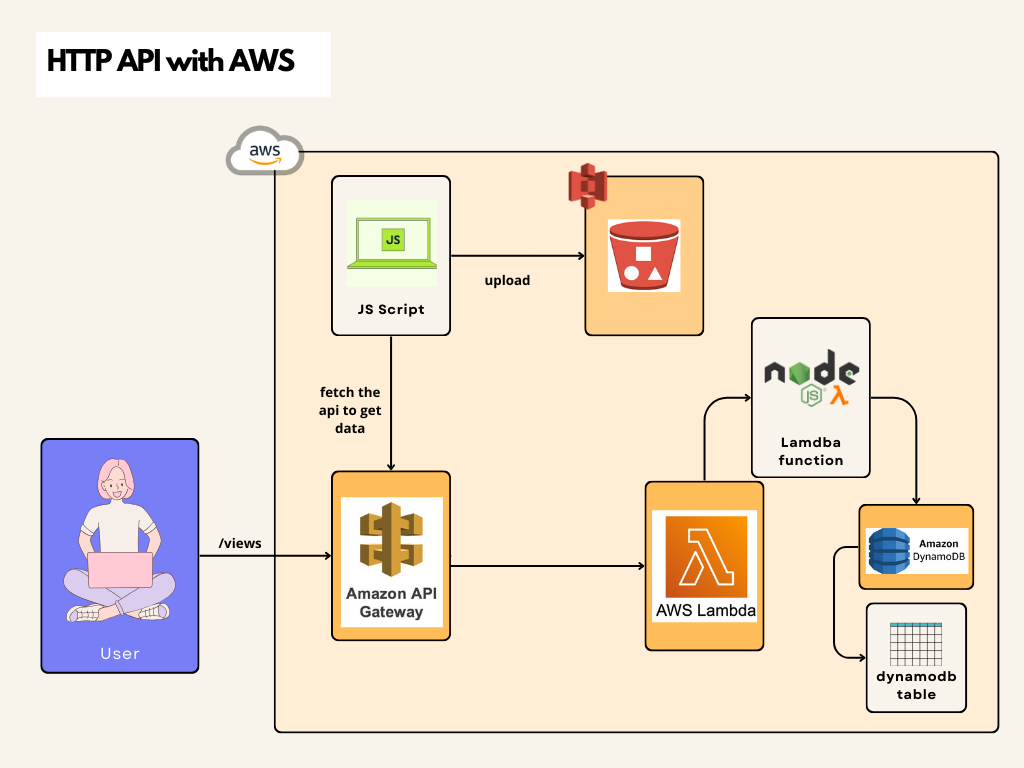 HTTP API with AWS
aws
JS
JS Script
upload
fetch the
api to get
data
node
JS
Lamdba
function
/views
User
Amazon API
Gateway
AWS Lambda
Amazon
DynamoDB
dynamodb
table